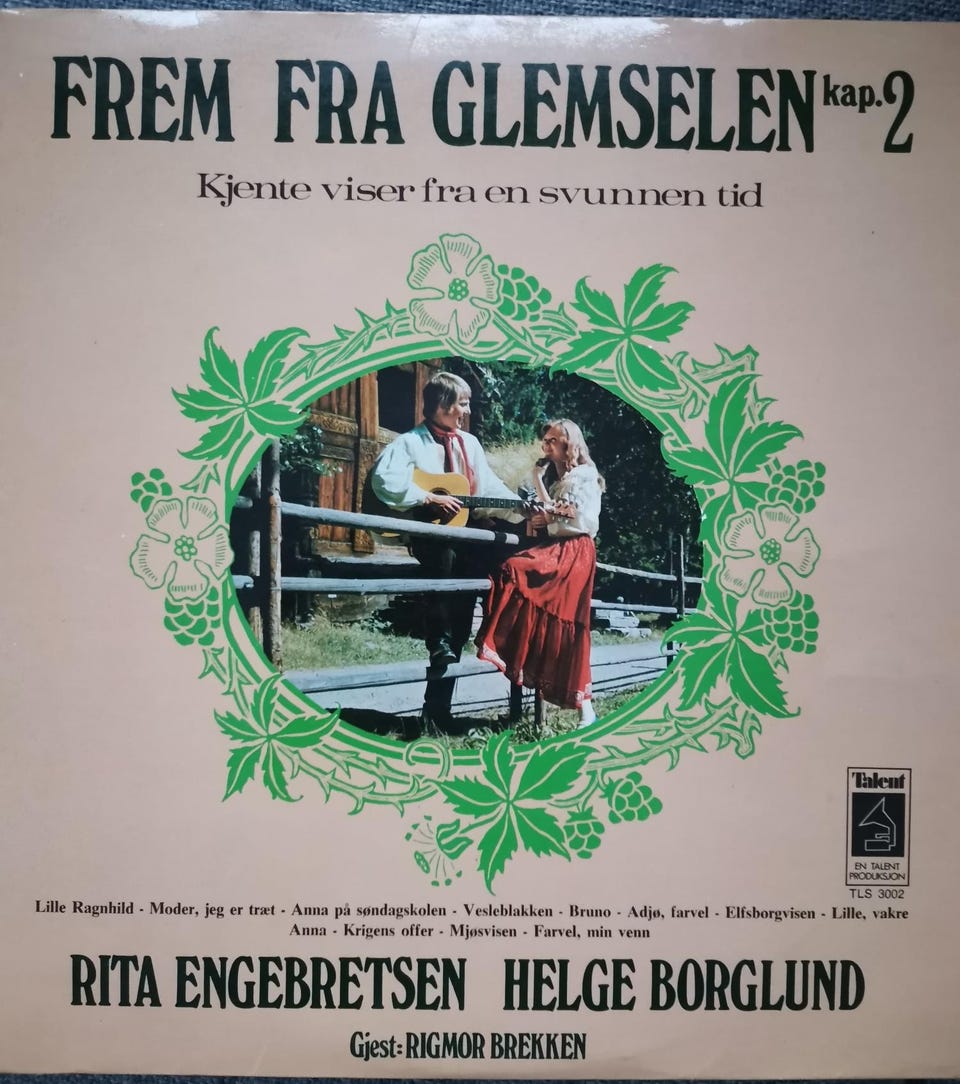 FREM FRA GLEMSELEN kap. 2
Kjente viser fra en svunnen tid
Talent
EN TALENT
PRODUKSJON
TLS 3002
Lille Ragnhild - Moder, jeg er træt - Anna på søndagskolen - Vesleblakken - Bruno - Adjø, farvel - Elfsborgvisen - Lille, vakre
Anna - Krigens offer - Mjøsvisen - Farvel, min venn
RITA ENGEBRETSEN HELGE BORGLUND
Gjest: RIGMOR BREKKEN